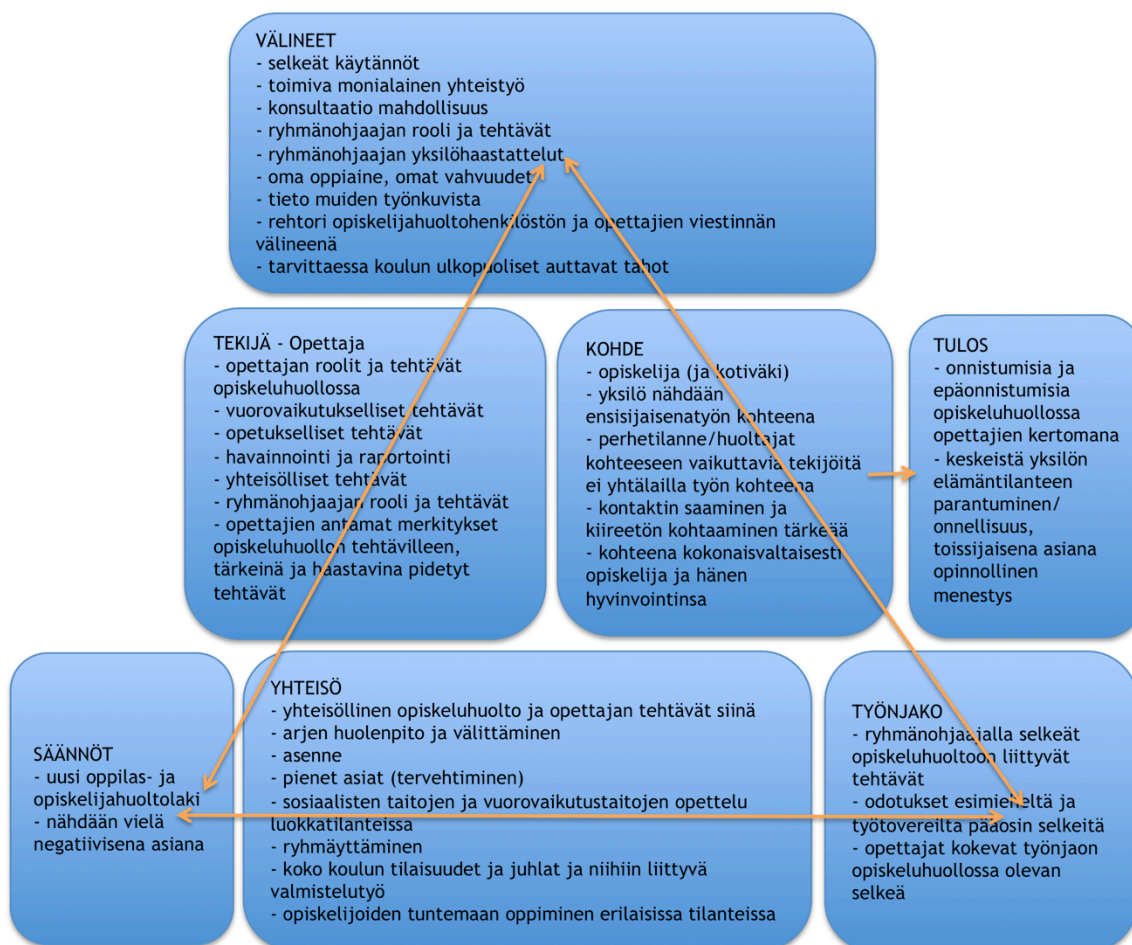 VÄLINEET
- selkeät käytännöt
- toimiva monialainen yhteistyö
- konsultaatio mahdollisuus
- ryhmänohjaajan rooli ja tehtävät
- ryhmänohjaajan yksilöhaastattelut
- oma oppiaine, omat vahvuudet
- tieto muiden työnkuvista
- rehtori opiskelijahuoltohenkilöstön ja opettajien viestinnän
välineenä
- tarvittaessa koulun ulkopuoliset auttavat tahot
TEKIJÄ - Opettaja
- opettajan roolit ja tehtävät
opiskeluhuollossa
- vuorovaikutukselliset tehtävät
- opetukselliset tehtävät
- havainnointi ja raportointi
- yhteisölliset tehtävät
- ryhmänohjaajan rooli ja tehtävät
- opettajien antamat merkitykset
opiskeluhuollon tehtävilleen,
tärkeinä ja haastavina pidetyt
tehtävät
KOHDE
- opiskelija (ja kotiväki)
- yksilö nähdään
ensisijaisenatyön kohteena
- perhetilanne/huoltajat
kohteeseen vaikuttavia tekijöitä
ei yhtälailla työn kohteena
- kontaktin saaminen ja
kiireetön kohtaaminen tärkeää
- kohteena kokonaisvaltaisesti
opiskelija ja hänen
hyvinvointinsa
TULOS
- onnistumisia ja
epäonnistumisia
opiskeluhuollossa
opettajien kertomana
- keskeistä yksilön
elämäntilanteen
parantuminen/
onnellisuus,
toissijaisena asiana
opinnollinen
menestys
SÄÄNNÖT
- uusi oppilas- ja
opiskelijahuoltolaki
- nähdään vielä
negatiivisena asiana
YHTEISÖ
- yhteisöllinen opiskeluhuolto ja opettajan tehtävät siinä
- arjen huolenpito ja välittäminen
- asenne
- pienet asiat (tervehtiminen)
- sosiaalisten taitojen ja vuorovaikutustaitojen opettelu
luokkatilanteissa
- ryhmäyttäminen
- koko koulun tilaisuudet ja juhlat ja niihin liittyvä
valmistelutyö
- opiskelijoiden tuntemaan oppiminen erilaisissa tilanteissa
TYÖNJAKO
- ryhmänohjaajalla selkeät
opiskeluhuoltoon liittyvät
tehtävät
- odotukset esimieheltä ja
työtovereilta pääosin selkeitä
- opettajat kokevat työnjaon
opiskeluhuollossa olevan
selkeä